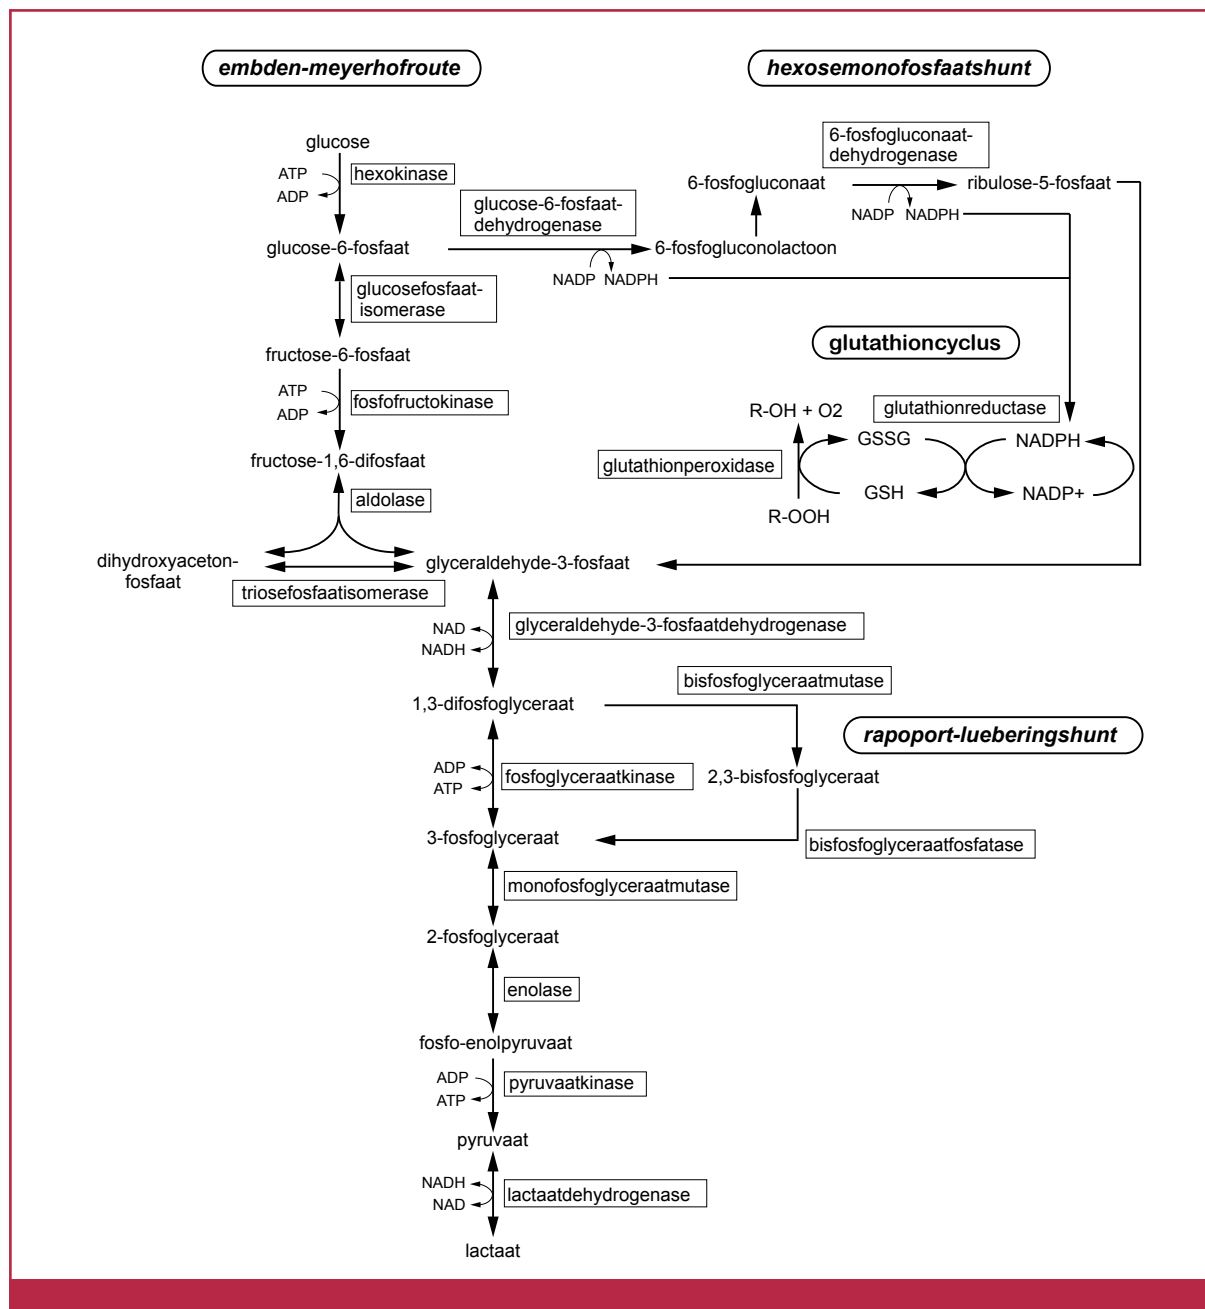 embden-meyerhofroute
hexosemonofosfaatshunt
glucose
ATP
ADP
hexokinase
6-fosfogluconaat-
dehydrogenase
6-fosfogluconaat
ribulose-5-fosfaat
NADP NADPH
glucose-6-fosfaat-
dehydrogenase
glucose-6-fosfaat
6-fosfogluconolactoon
NADP NADPH
glucosefosfaat-
isomerase
fructose-6-fosfaat
glutathioncyclus
ATP
ADP
fosfofructokinase
R-OH + O2
glutathionreductase
GSSG
NADPH
glutathionperoxidase
GSH
NADP+
R-OOH
fructose-1,6-difosfaat
aldolase
dihydroxyaceton-
fosfaat
glyceraldehyde-3-fosfaat
triosefosfaatisomerase
NAD
NADH
glyceraldehyde-3-fosfaatdehydrogenase
bisfosfoglyceraatmutase
1,3-difosfoglyceraat
rapoport-lueberingshunt
ADP
ATP
fosfoglyceraatkinase
2,3-bisfosfoglyceraat
3-fosfoglyceraat
bisfosfoglyceraatfosfatase
monofosfoglyceraatmutase
2-fosfoglyceraat
enolase
fosfo-enolpyruvaat
ADP
ATP
pyruvaatkinase
pyruvaat
NADH
NAD
lactaatdehydrogenase
lactaat